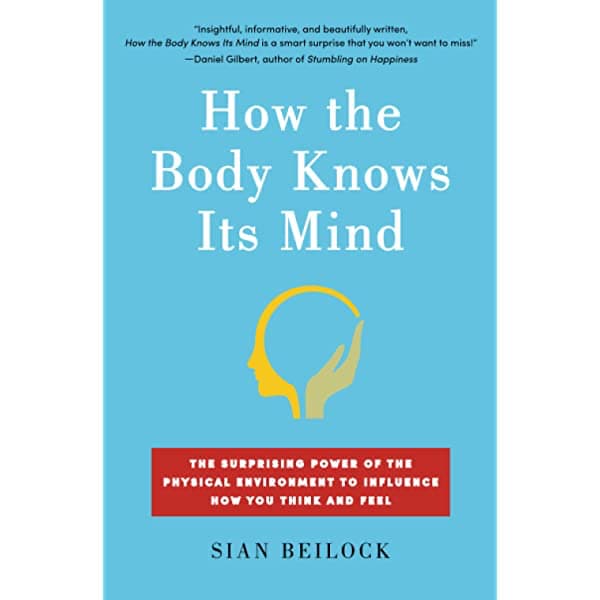 “Insightful, informative, and beautifully written,
How the Body Knows Its Mind is a smart surprise that you won’t want to miss!”
—Daniel Gilbert, author of Stumbling on Happiness
How the
Body Knows
Its Mind
THE SURPRISING POWER OF THE
PHYSICAL ENVIRONMENT TO INFLUENCE
HOW YOU THINK AND FEEL
SIAN BEILOCK